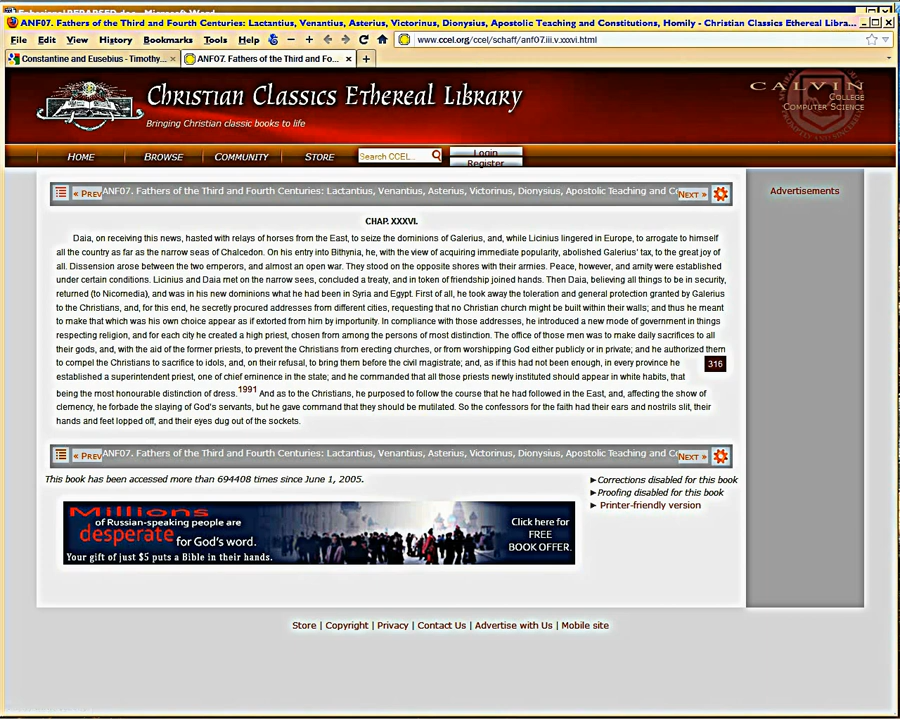 ANF07. Fathers of the Third and Fourth Centuries: Lactantius, Venantius, Asterius, Victorinus, Dionysius, Apostolic Teaching and Constitutions, Homily - Christian Classics Ethereal Libra...
File Edit View History Bookmarks Tools Help
www.ccel.org/ccel/schaff/anf07.iii.v.xxxvi.html
Constantine and Eusebius - Timothy...
ANF07. Fathers of the Third and Fo...
Christian Classics Ethereal Library
Bringing Christian classic books to life
CALVIN
College
Computer Science
Home Browse Community Store Search CCEL... Login
Register
« Prev ANF07. Fathers of the Third and Fourth Centuries: Lactantius, Venantius, Asterius, Victorinus, Dionysius, Apostolic Teaching and Co Next »
Advertisements
CHAP. XXXVI.
Daia, on receiving this news, hasted with relays of horses from the East, to seize the dominions of Galerius, and, while Licinius lingered in Europe, to arrogate to himself
all the country as far as the narrow seas of Chalcedon. On his entry into Bithynia, he, with the view of acquiring immediate popularity, abolished Galerius' tax, to the great joy of
all. Dissension arose between the two emperors, and almost an open war. They stood on the opposite shores with their armies. Peace, however, and amity were established
under certain conditions. Licinius and Daia met on the narrow seas, concluded a treaty, and in token of friendship joined hands. Then Daia, believing all things to be in security,
returned (to Nicomedia), and was in his new dominions what he had been in Syria and Egypt. First of all, he took away the toleration and general protection granted by Galerius
to the Christians, and, for this end, he secretly procured addresses from different cities, requesting that no Christian church might be built within their walls; and thus he meant
to make that which was his own choice appear as if extorted from him by importunity. In compliance with those addresses, he introduced a new mode of government in things
respecting religion, and for each city he created a high priest, chosen from among the persons of most distinction. The office of those men was to make daily sacrifices to all
their gods, and, with the aid of the former priests, to prevent the Christians from erecting churches, or from worshipping God either publicly or in private; and he authorized them
to compel the Christians to sacrifice to idols, and, on their refusal, to bring them before the civil magistrate; and, as if this had not been enough, in every province he 316
established a superintendent priest, one of chief eminence in the state; and he commanded that all those priests newly instituted should appear in white habits, that
being the most honourable distinction of dress.1991 And as to the Christians, he purposed to follow the course that he had followed in the East, and, affecting the show of
clemency, he forbade the slaying of God's servants, but he gave command that they should be mutilated. So the confessors for the faith had their ears and nostrils slit, their
hands and feet lopped off, and their eyes dug out of the sockets.
« Prev ANF07. Fathers of the Third and Fourth Centuries: Lactantius, Venantius, Asterius, Victorinus, Dionysius, Apostolic Teaching and Co Next »
This book has been accessed more than 694408 times since June 1, 2005.
►Corrections disabled for this book
►Proofing disabled for this book
► Printer-friendly version
Millions
of Russian-speaking people are
desperate for God's word.
Your gift of just $5 puts a Bible in their hands.
Click here for
FREE
BOOK OFFER.
Store | Copyright | Privacy | Contact Us | Advertise with Us | Mobile site